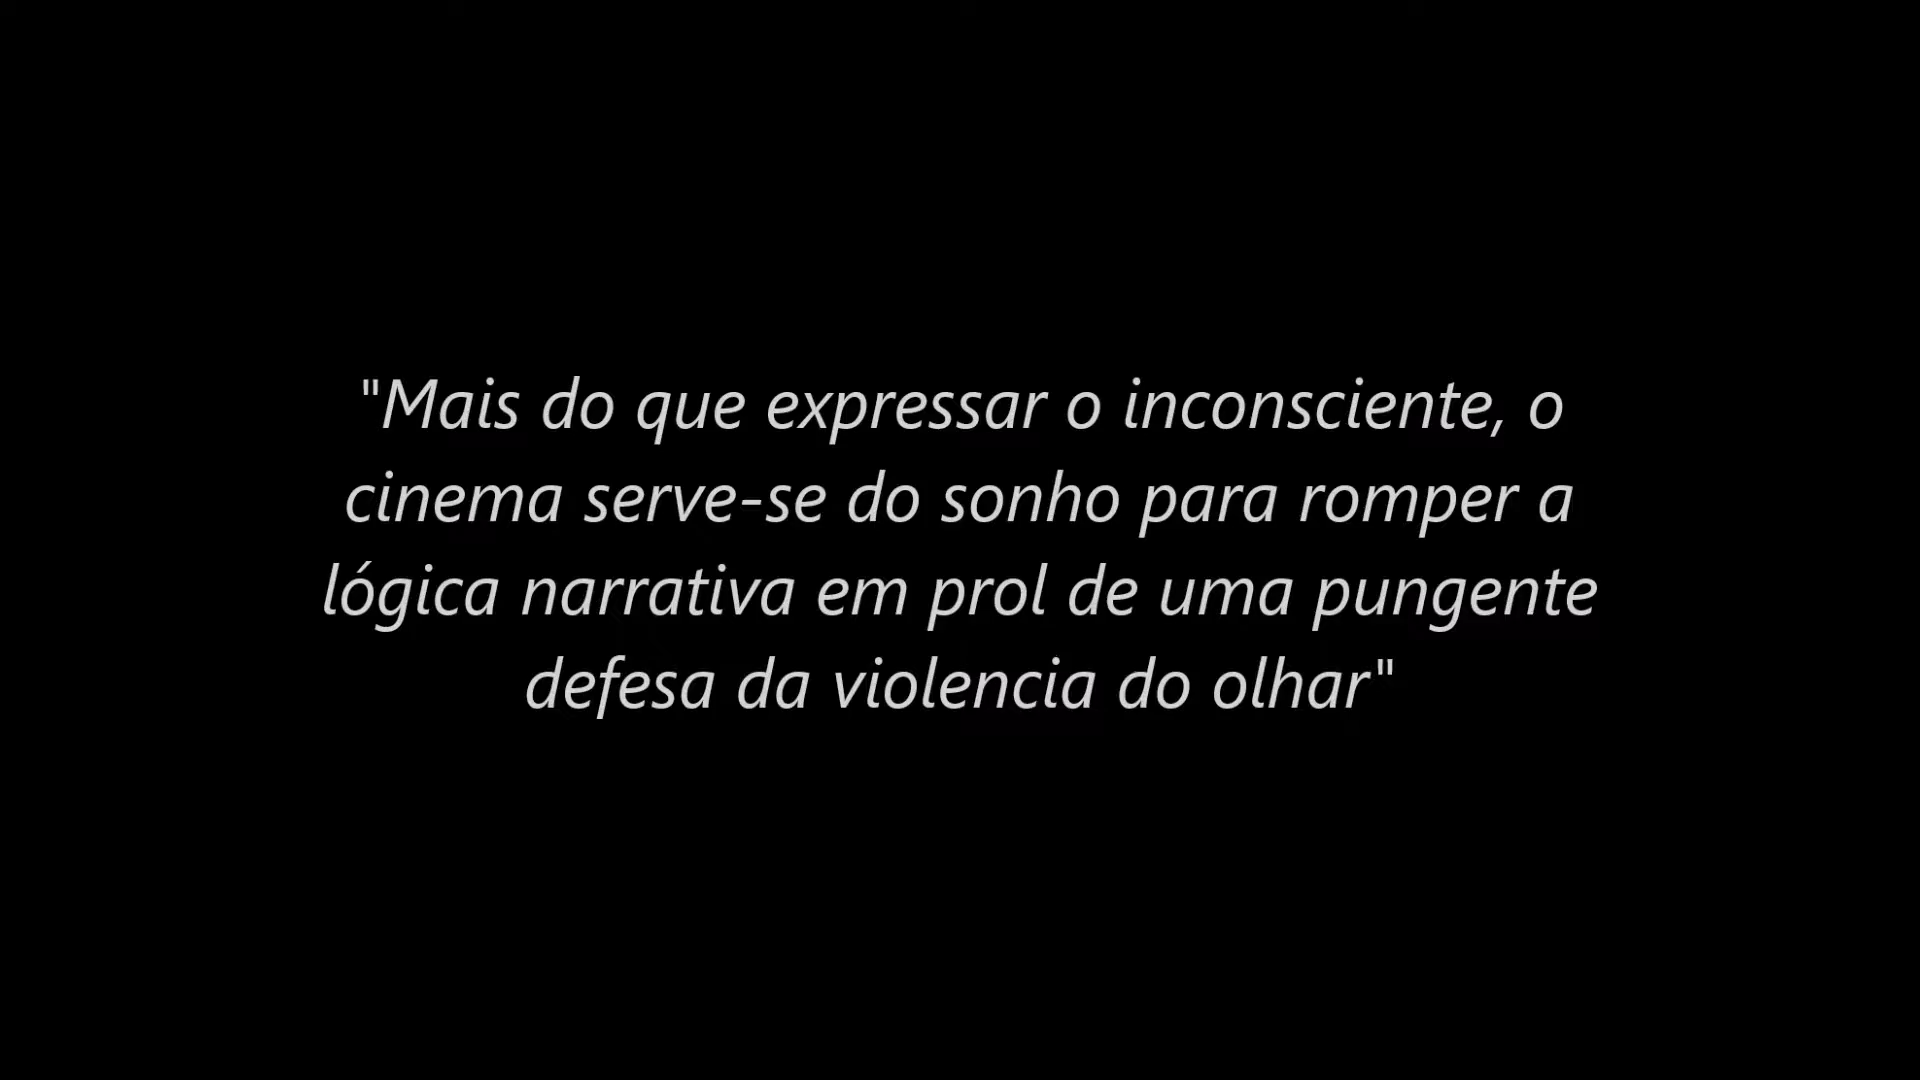 "Mais do que expressar o inconsciente, o
cinema serve-se do sonho para romper a
lógica narrativa em prol de uma pungente
defesa da violencia do olhar"